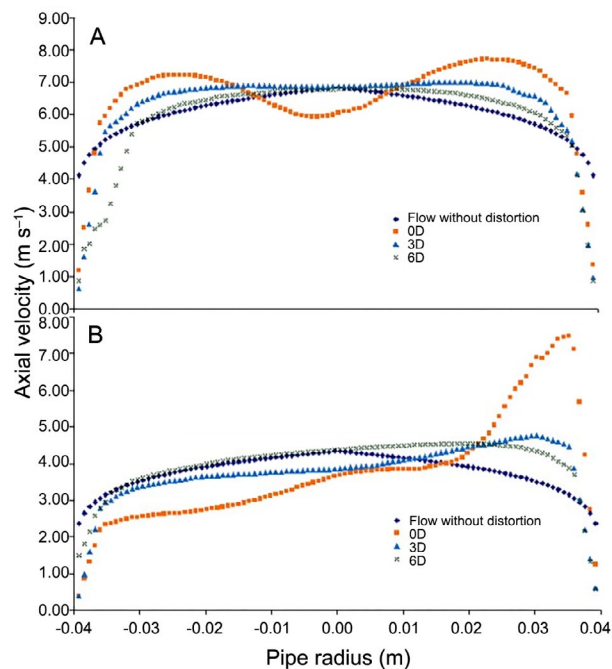 9.00
A
8.00
7.00
6.00
5.00
4.00
3.00
2.00
1.00
0.00
Flow without distortion
0D
3D
6D
Axial velocity (m s⁻¹)
B
8.00
7.00
6.00
5.00
4.00
3.00
2.00
1.00
0.00
Flow without distortion
0D
3D
6D
-0.04 -0.03 -0.02 -0.01 0.00 0.01 0.02 0.03 0.04
Pipe radius (m)